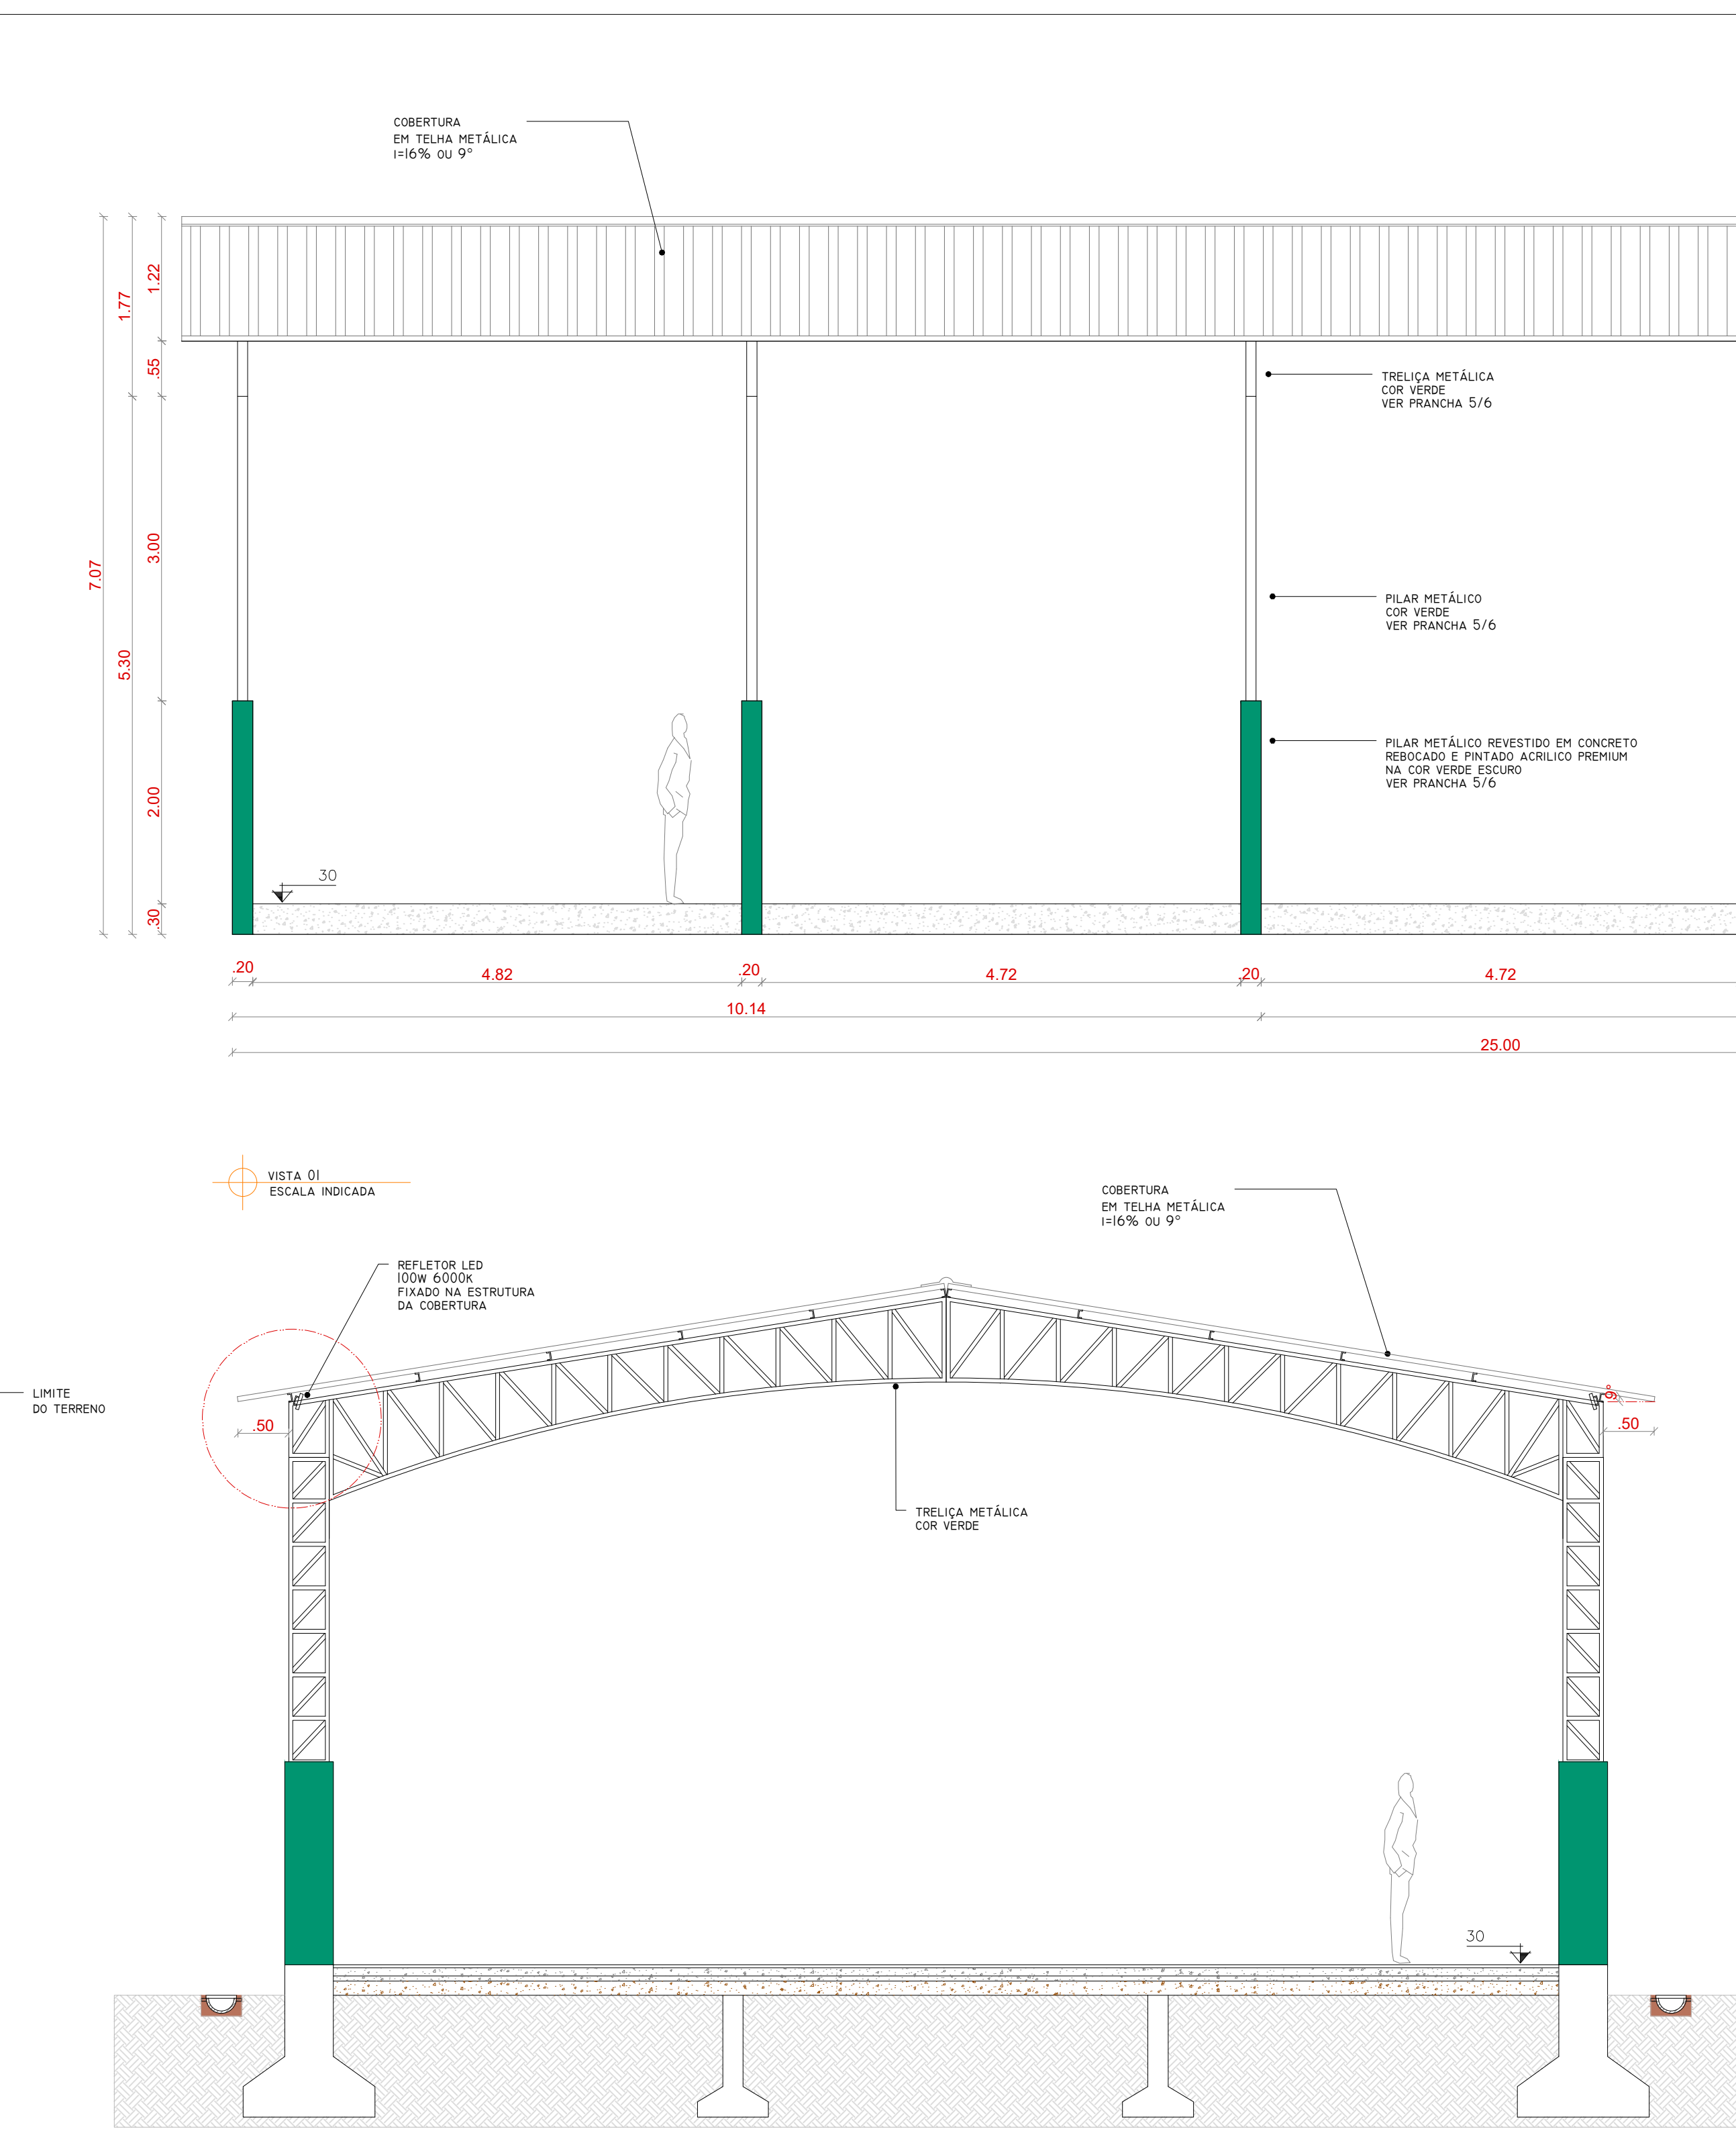 COBERTURA
EM TELHA METÁLICA
I=16% OU 9°
1.22
1.77
.55
TRELIÇA METÁLICA
COR VERDE
VER PRANCHA 5/6
3.00
7.07
PILAR METÁLICO
COR VERDE
VER PRANCHA 5/6
5.30
PILAR METÁLICO REVESTIDO EM CONCRETO
REBOCADO E PINTADO ACRILICO PREMIUM
NA COR VERDE ESCURO
VER PRANCHA 5/6
2.00
30
.30
.20
4.82
.20
4.72
.20
4.72
10.14
25.00
VISTA 01
ESCALA INDICADA
COBERTURA
EM TELHA METÁLICA
I=16% OU 9°
REFLETOR LED
100W 6000K
FIXADO NA ESTRUTURA
DA COBERTURA
LIMITE
DO TERRENO
9°
.50
.50
TRELIÇA METÁLICA
COR VERDE
30